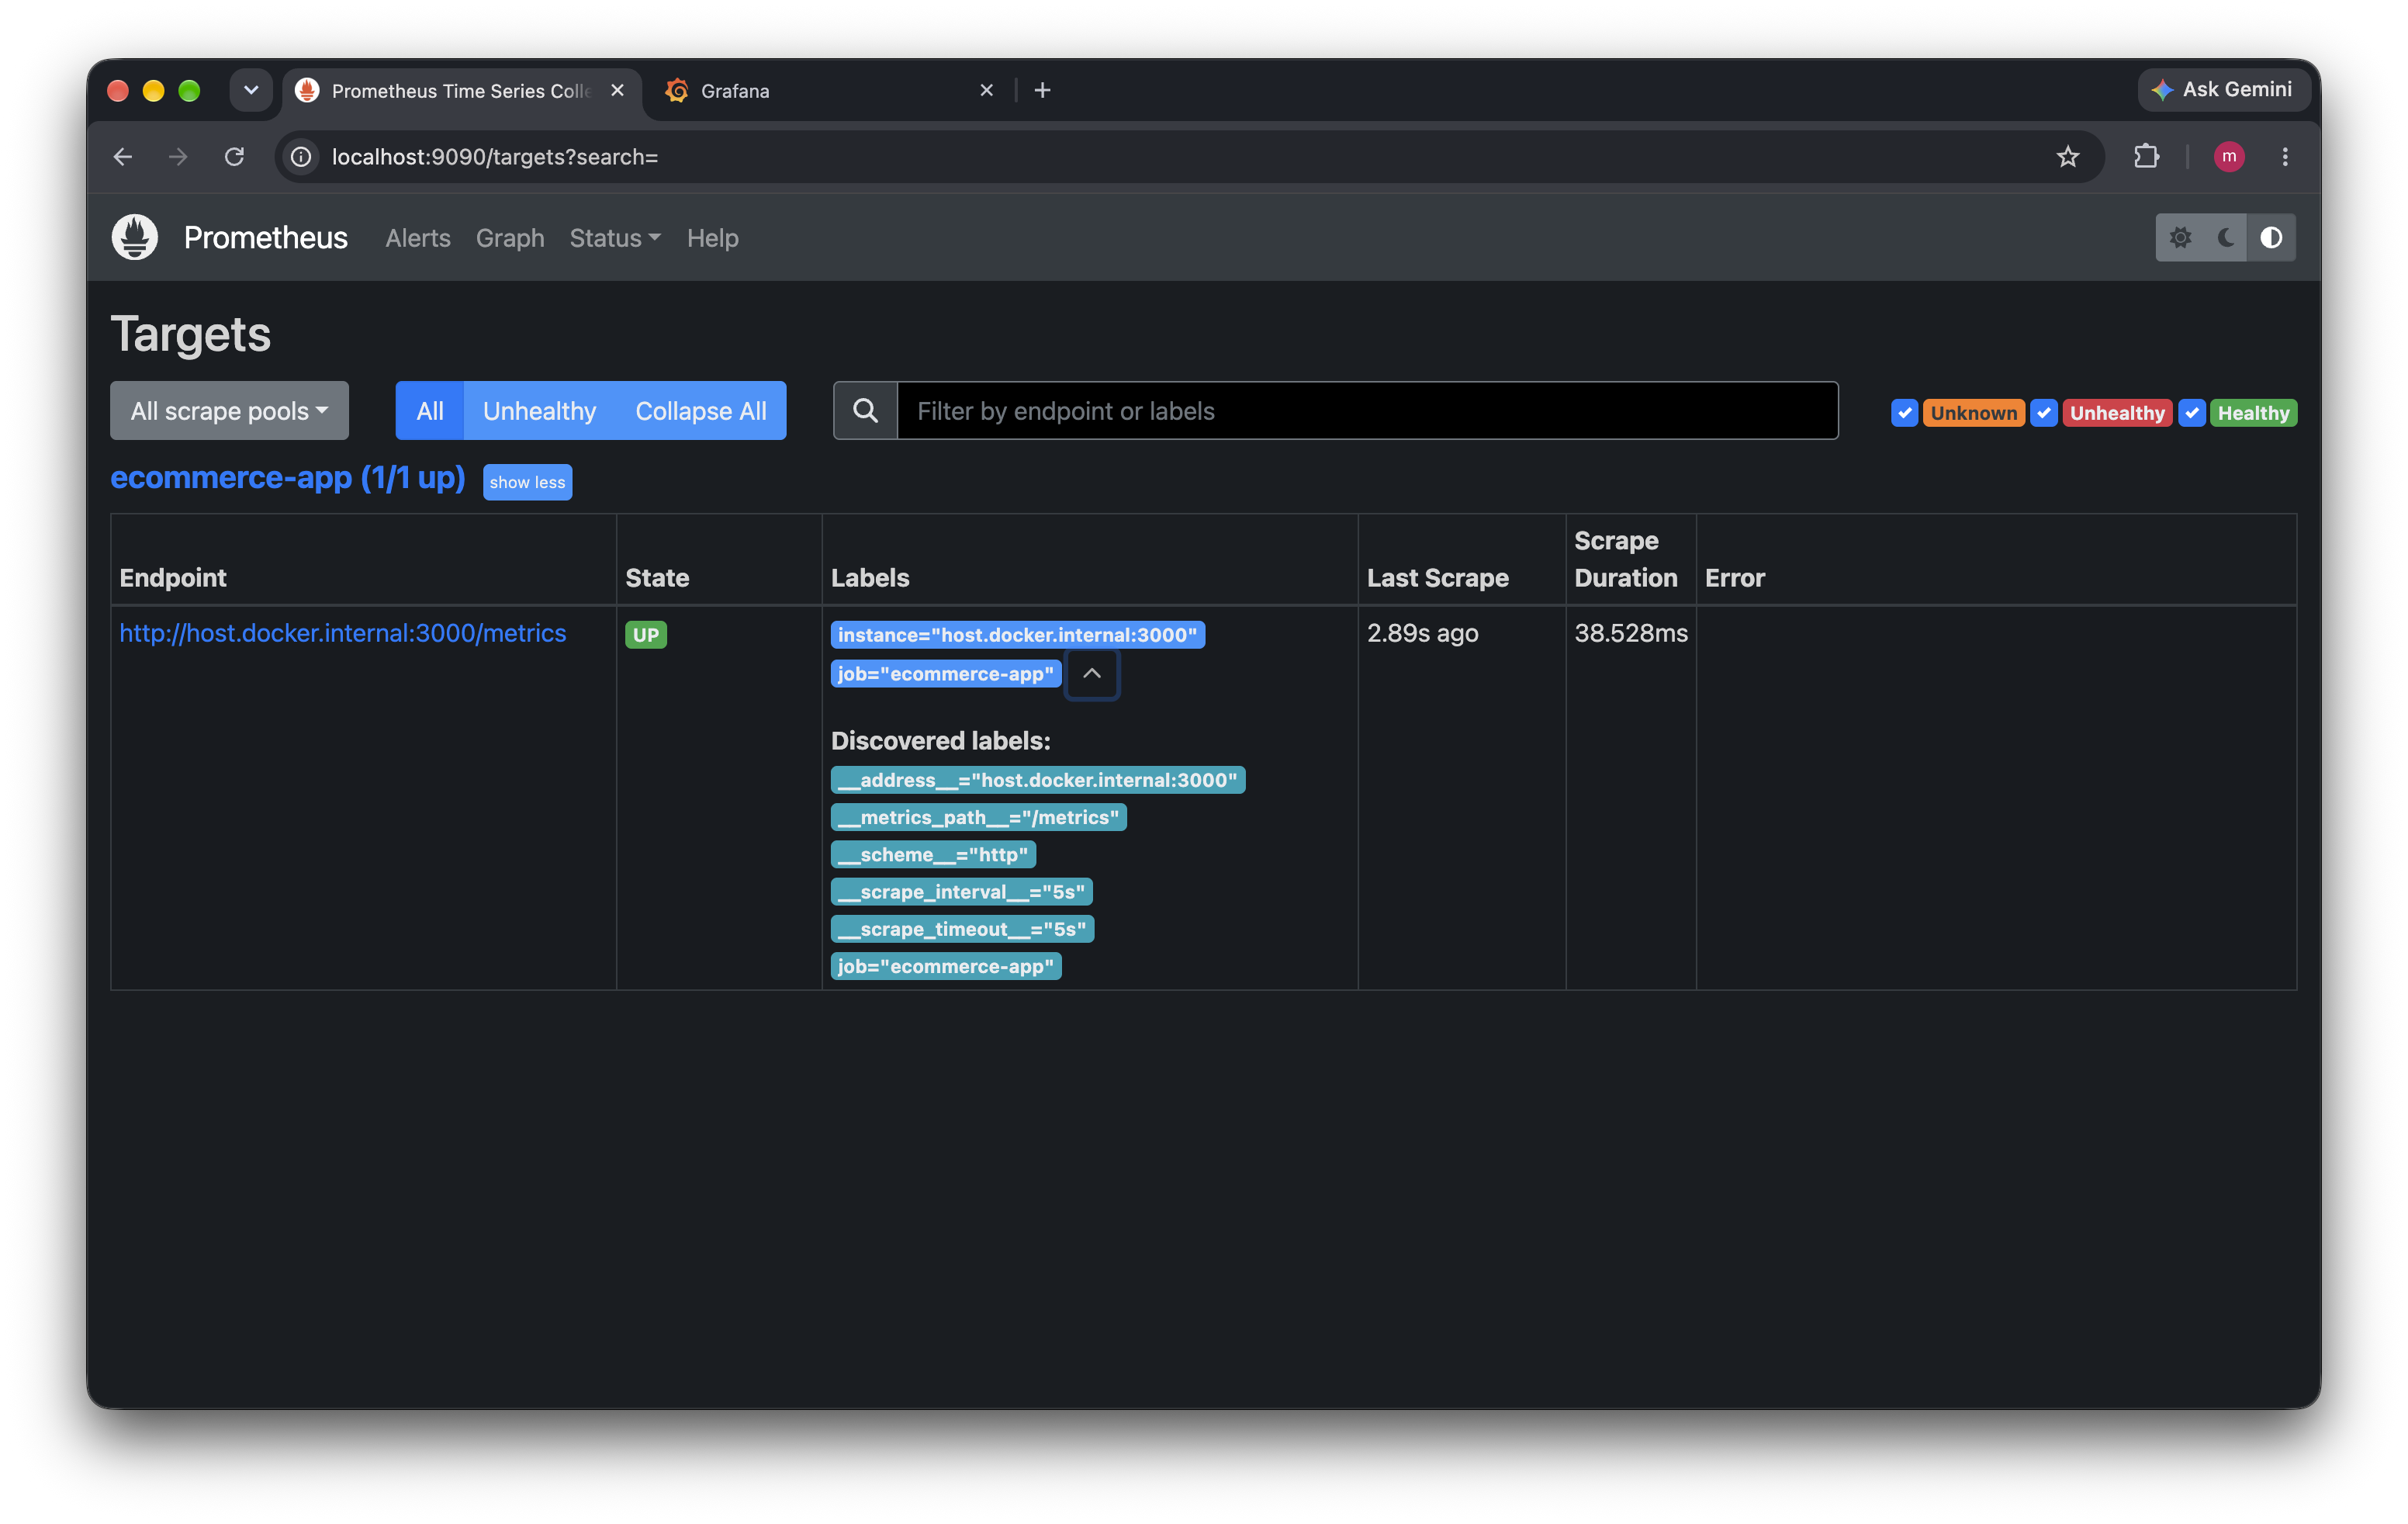 Prometheus Time Series Colle
Grafana
Ask Gemini
localhost:9090/targets?search=
m
Prometheus Alerts Graph Status Help
Targets
All scrape pools All Unhealthy Collapse All Filter by endpoint or labels Unknown Unhealthy Healthy
ecommerce-app (1/1 up) show less
Endpoint State Labels Last Scrape Scrape Duration Error
http://host.docker.internal:3000/metrics UP instance="host.docker.internal:3000" 2.89s ago 38.528ms
job="ecommerce-app"
Discovered labels:
__address__="host.docker.internal:3000"
__metrics_path__="/metrics"
__scheme__="http"
__scrape_interval__="5s"
__scrape_timeout__="5s"
job="ecommerce-app"